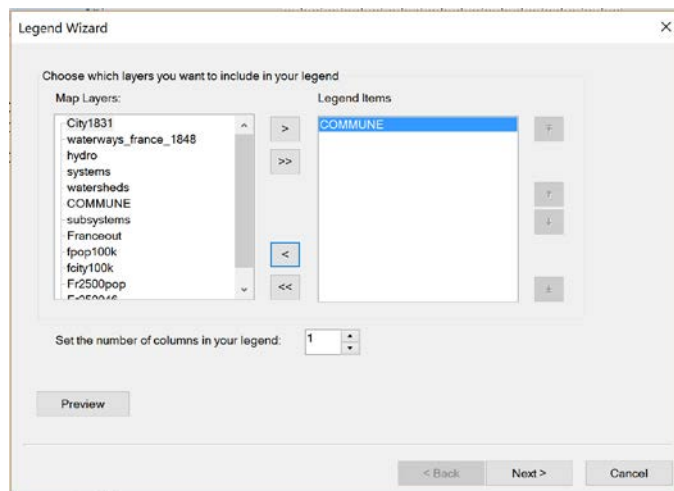 Legend Wizard
Choose which layers you want to include in your legend
Map Layers:
Legend Items
City1831
waterways_france_1848
hydro
systems
watersheds
COMMUNE
subsystems
Franceout
fpop100k
fcity100k
Fr2500pop
>
>>
<
<<
COMMUNE
Set the number of columns in your legend:
1
Preview
< Back
Next >
Cancel